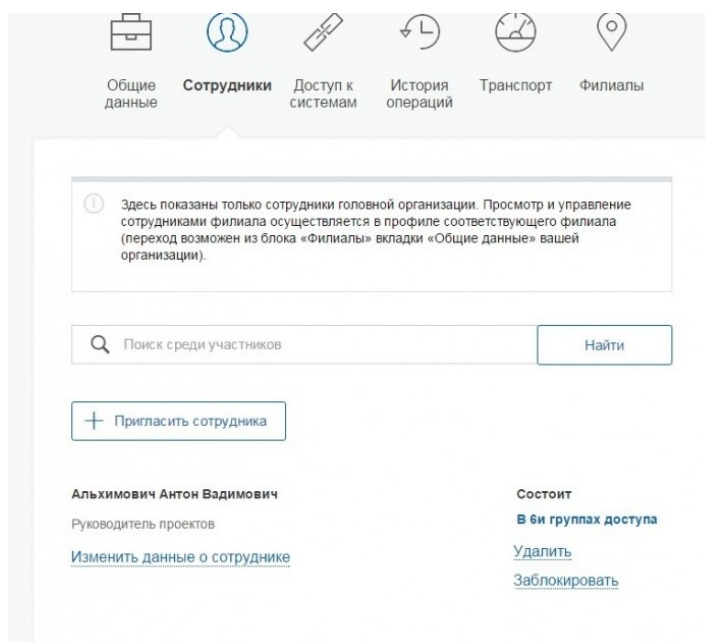 Общие данные
Сотрудники
Доступ к системам
История операций
Транспорт
Филиалы
Здесь показаны только сотрудники головной организации. Просмотр и управление
сотрудниками филиала осуществляется в профиле соответствующего филиала
(переход возможен из блока «Филиалы» вкладки «Общие данные» вашей
организации).
Поиск среди участников
Найти
Пригласить сотрудника
Альхимович Антон Вадимович
Руководитель проектов
Изменить данные о сотруднике
Состоит
В 6и группах доступа
Удалить
Заблокировать